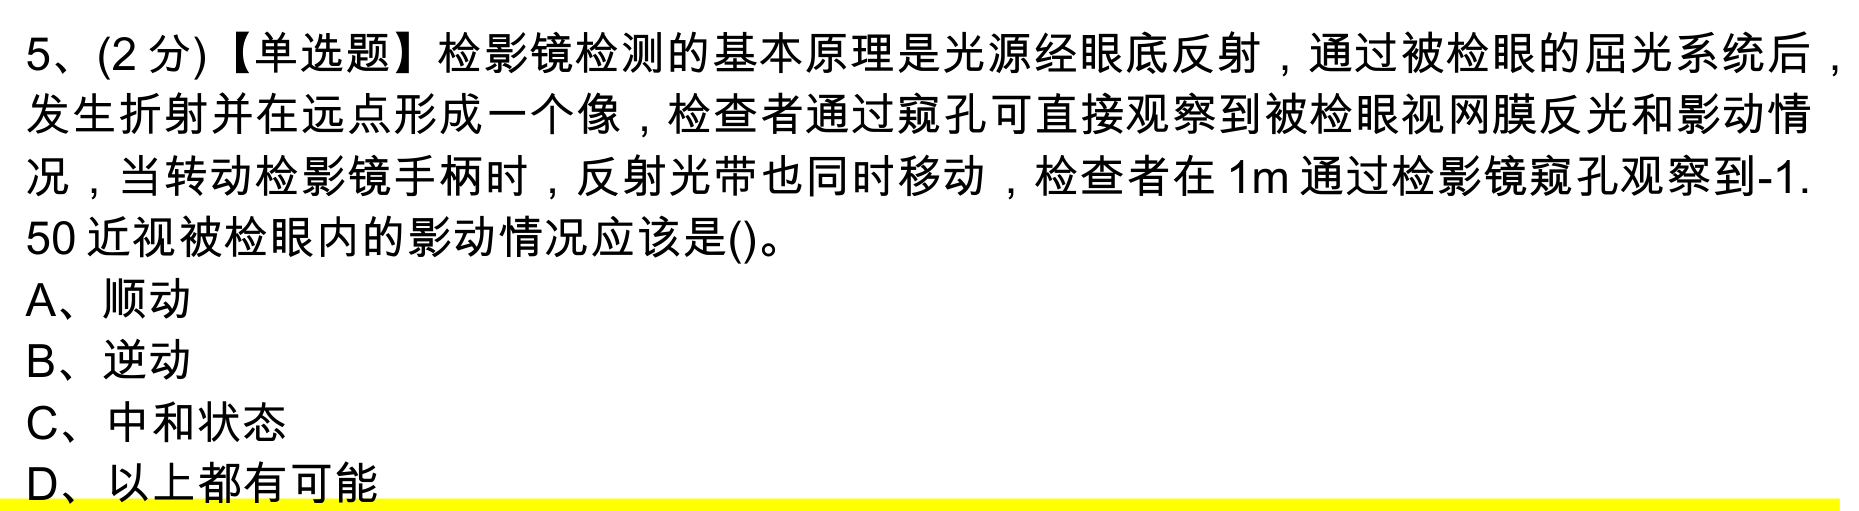 5、(2 分)【单选题】检影镜检测的基本原理是光源经眼底反射，通过被检眼的屈光系统后，
发生折射并在远点形成一个像，检查者通过窥孔可直接观察到被检眼视网膜反光和影动情
况，当转动检影镜手柄时，反射光带也同时移动，检查者在 1m 通过检影镜窥孔观察到-1.
50 近视被检眼内的影动情况应该是()。
A、顺动
B、逆动
C、中和状态
D、以上都有可能